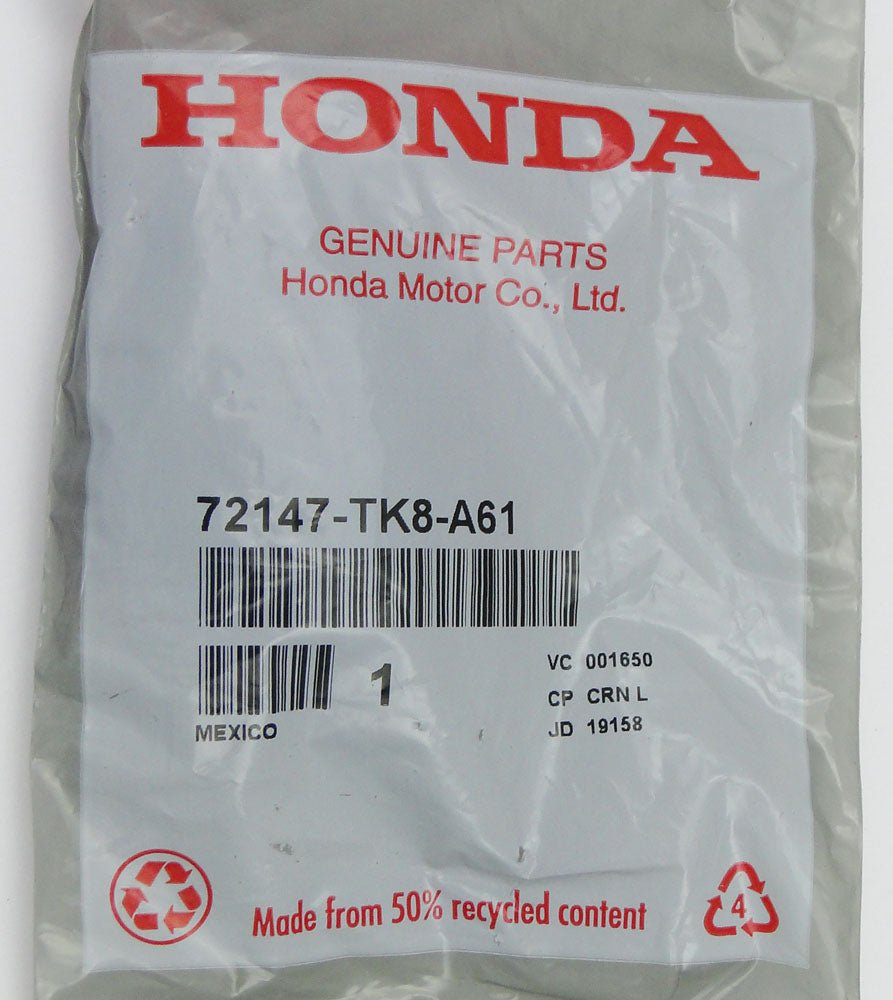 HONDA
GENUINE PARTS
Honda Motor Co., Ltd.
72147-TK8-A61
1
MEXICO
VC 001650
CP CRN L
JD 19158
Made from 50% recycled content
4